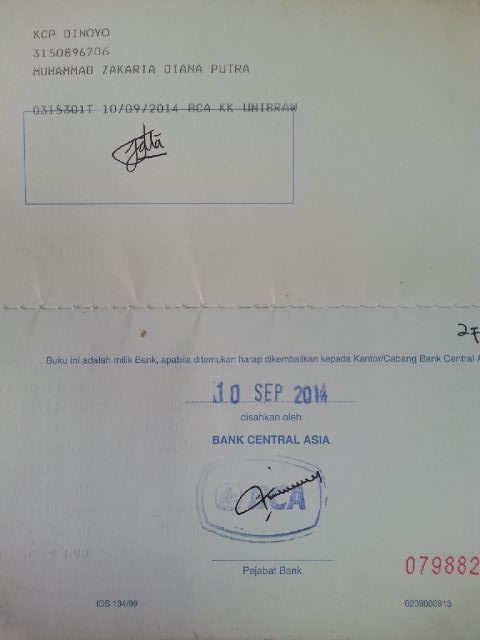 KCP DINOYO
3150896206
MUHAMMAD ZAKARIA DIANA PUTRA
0315301T 10/09/2014 BCA KK UNIBRAW
27
Buku ini adalah milik Bank, apabila ditemukan harap dikembalikan kepada Kantor/Cabang Bank Central A
10 SEP 2014
disahkan oleh
BANK CENTRAL ASIA
BCA
Pejabat Bank
079882
IDS 134/99
0209000813